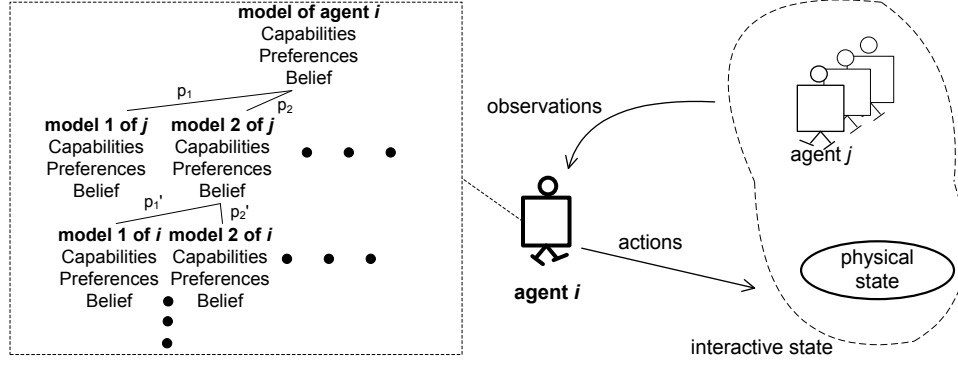 model of agent i
Capabilities
Preferences
Belief
p₁
p₂
model 1 of j
Capabilities
Preferences
Belief
model 2 of j
Capabilities
Preferences
Belief
p₁'
p₂'
model 1 of i
Capabilities
Preferences
Belief
model 2 of i
Capabilities
Preferences
Belief
observations
actions
agent i
agent j
physical
state
interactive state